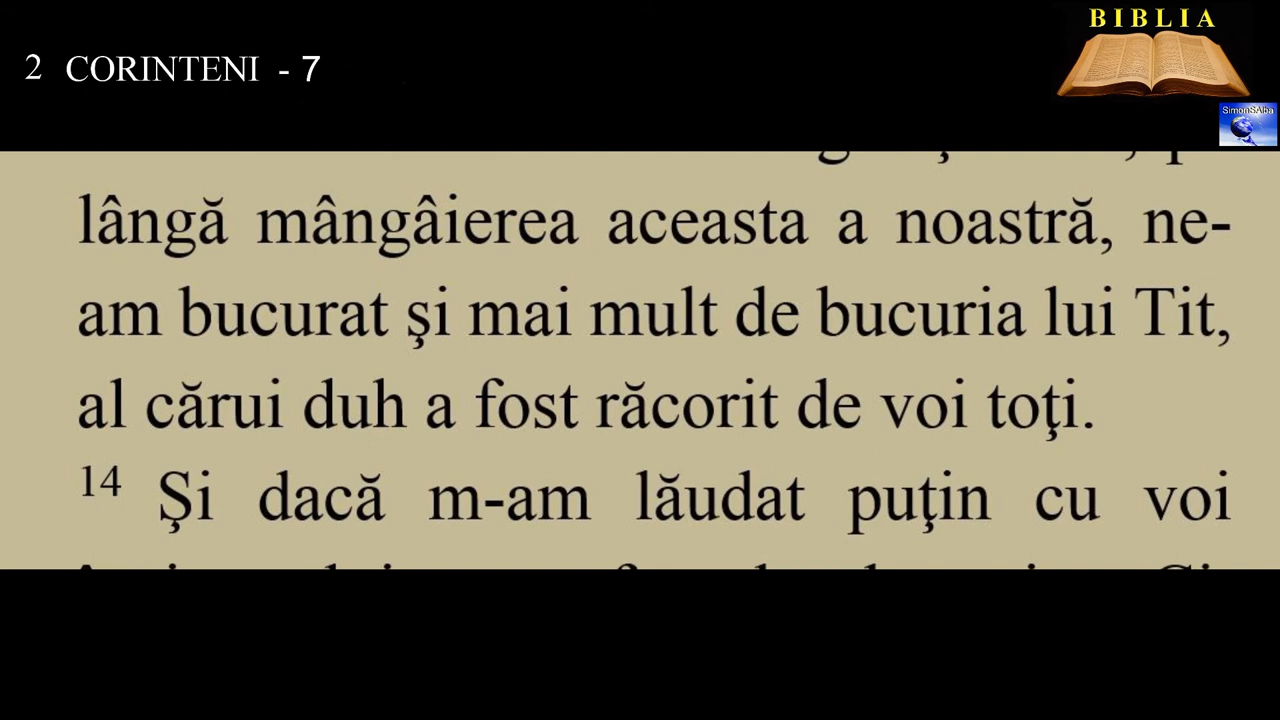 BIBLIA
2 CORINTENI - 7
SimonSAlba
lângă mângâierea aceasta a noastră, ne-
am bucurat şi mai mult de bucuria lui Tit,
al cărui duh a fost răcorit de voi toţi.
14 Şi dacă m-am lăudat puţin cu voi